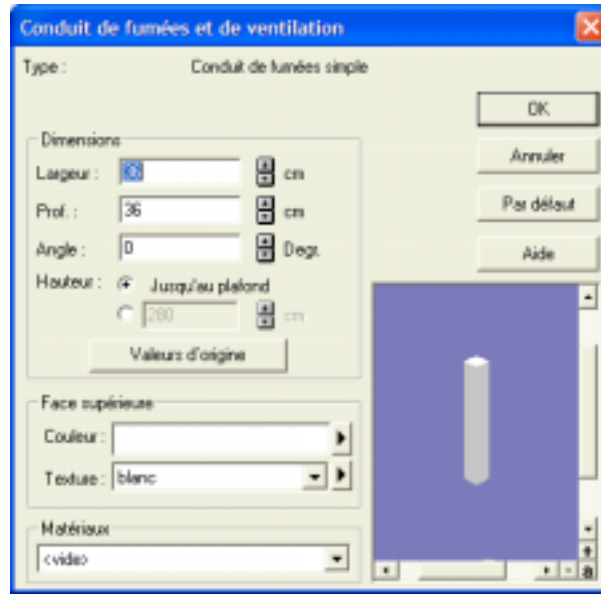 Conduit de fumées et de ventilation
Type : Conduit de fumées simple
OK
Dimensions
Annuler
Largeur : 36 cm
Par défaut
Prof. : 36 cm
Angle : 0 Degr.
Aide
Hauteur : Jusqu'au plafond
280 cm
Valeurs d'origine
Face supérieure
Couleur :
Texture : blanc
Matériaux
<vide>